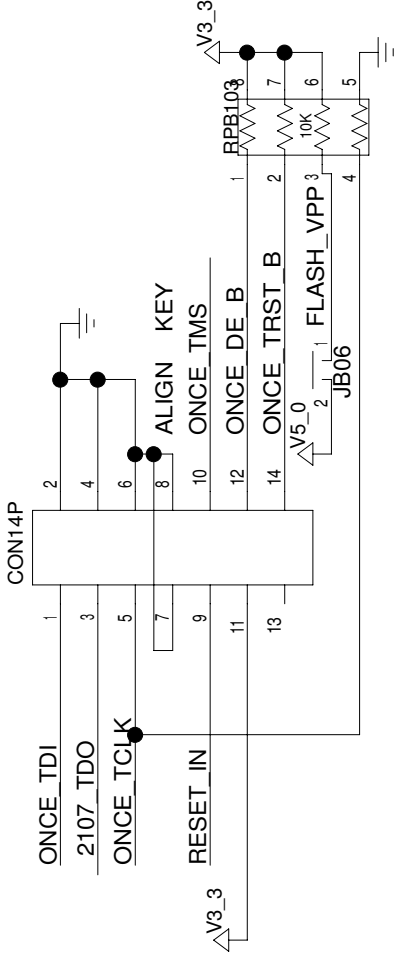 CON14P
ONCE_TDI 1 2
2107_TDO 3 4
ONCE_TCLK 5 6
7 8 ALIGN KEY
RESET_IN 9 10 ONCE_TMS
V3_3 11 12 ONCE_DE_B
13 14 ONCE_TRST_B
V5_0 2 1 FLASH_VPP
JB06
V3_3
RPB103
1 8
2 7
3 10K 6
4 5